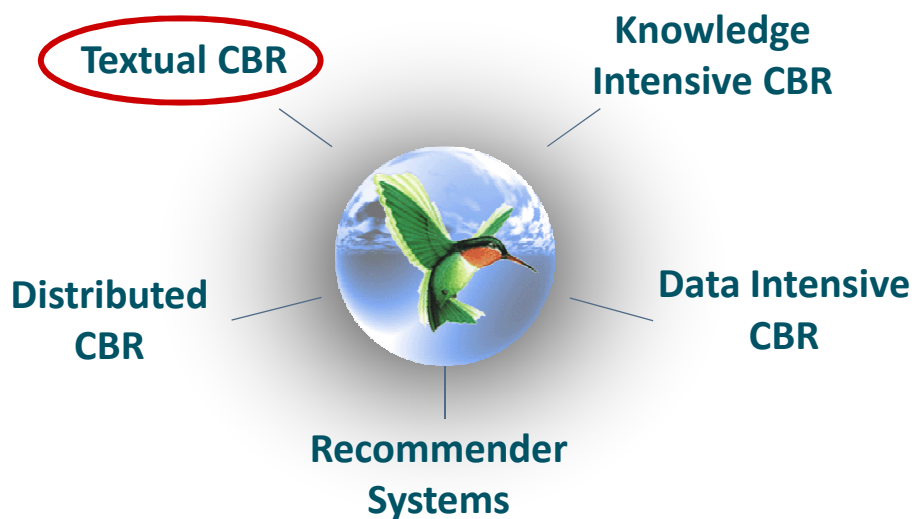 Textual CBR
Knowledge
Intensive CBR
Distributed
CBR
Data Intensive
CBR
Recommender
Systems